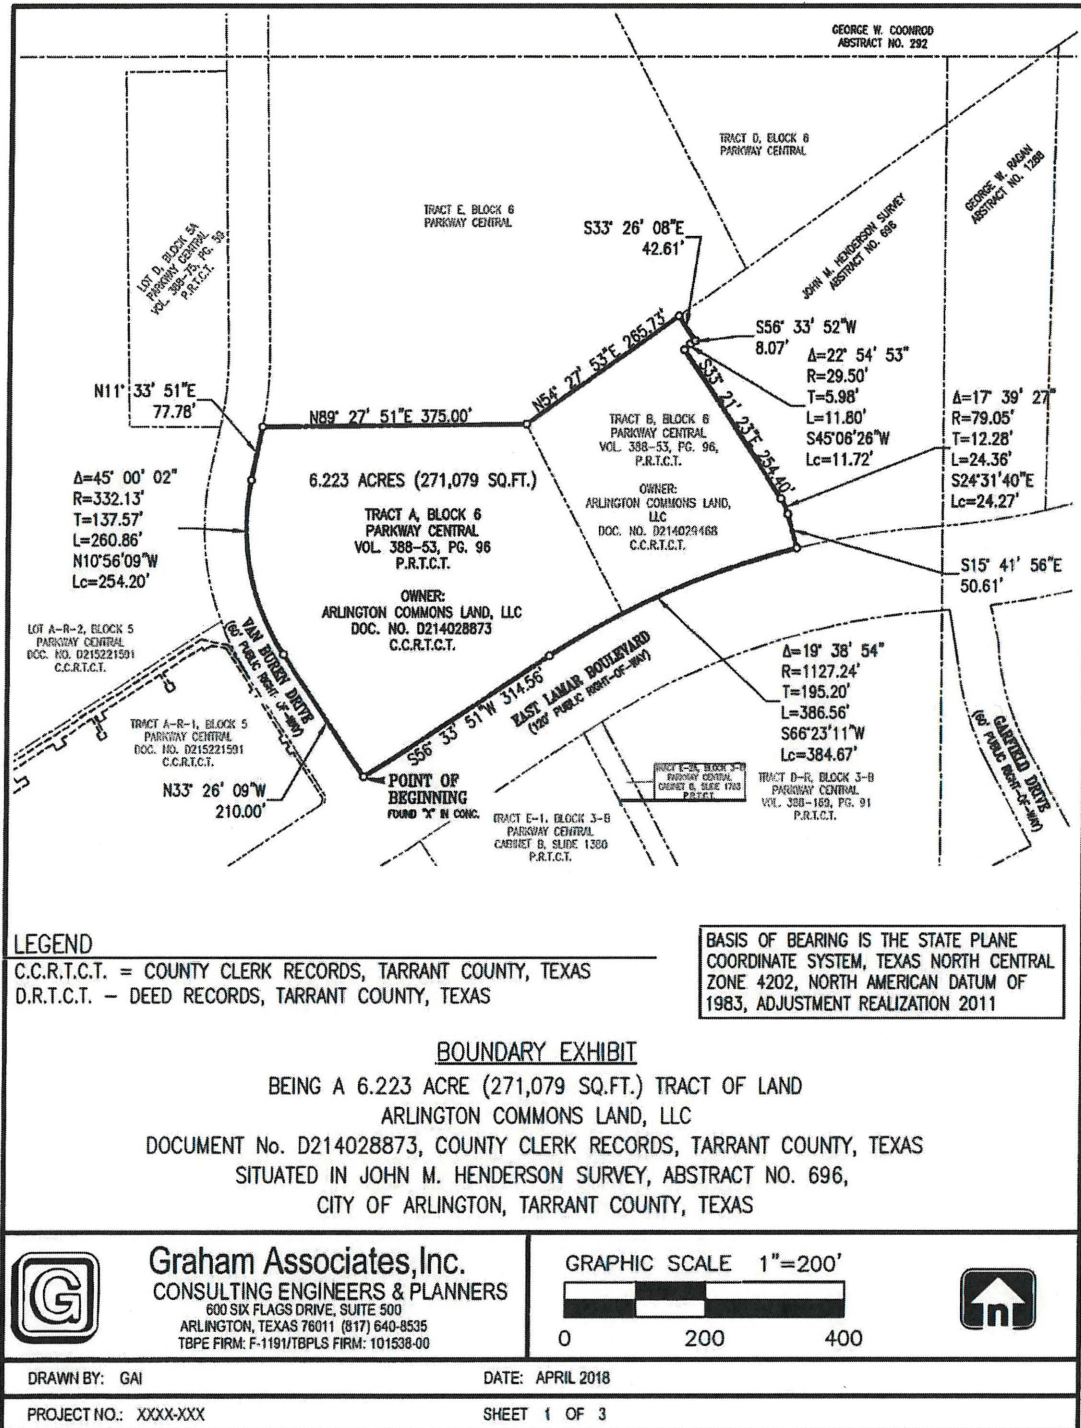 GEORGE W. COONROD
ABSTRACT NO. 292
TRACT D, BLOCK 6
PARKWAY CENTRAL
GEORGE W. RAGAN
ABSTRACT NO. 1288
TRACT E, BLOCK 6
PARKWAY CENTRAL
JOHN M. HENDERSON SURVEY
ABSTRACT NO. 696
LOT D, BLOCK 5A
PARKWAY CENTRAL
VOL. 388-75, PG. 59
P.R.T.C.T.
S33° 26' 08"E
42.61'
S56° 33' 52"W
8.07'
Δ=22° 54' 53"
R=29.50'
T=5.98'
L=11.80'
S45°06'26"W
Lc=11.72'
Δ=17° 39' 27"
R=79.05'
T=12.28'
L=24.36'
S24°31'40"E
Lc=24.27'
N11° 33' 51"E
77.78'
N89° 27' 51"E 375.00'
N54° 27' 53"E 265.73'
S33° 21' 23"E 254.40'
TRACT B, BLOCK 6
PARKWAY CENTRAL
VOL. 388-53, PG. 96,
P.R.T.C.T.
OWNER:
ARLINGTON COMMONS LAND,
LLC
DOC. NO. D214029468
C.C.R.T.C.T.
Δ=45° 00' 02"
R=332.13'
T=137.57'
L=260.86'
N10°56'09"W
Lc=254.20'
6.223 ACRES (271,079 SQ.FT.)
TRACT A, BLOCK 6
PARKWAY CENTRAL
VOL. 388-53, PG. 96
P.R.T.C.T.
OWNER:
ARLINGTON COMMONS LAND, LLC
DOC. NO. D214028873
C.C.R.T.C.T.
S15° 41' 56"E
50.61'
LOT A-R-2, BLOCK 5
PARKWAY CENTRAL
DOC. NO. D215221591
C.C.R.T.C.T.
VAN BUREN DRIVE
(60' PUBLIC RIGHT-OF-WAY)
TRACT A-R-1, BLOCK 5
PARKWAY CENTRAL
DOC. NO. D215221591
C.C.R.T.C.T.
N33° 26' 09"W
210.00'
S56° 33' 51"W 314.56'
EAST LAMAR BOULEVARD
(120' PUBLIC RIGHT-OF-WAY)
Δ=19° 38' 54"
R=1127.24'
T=195.20'
L=386.56'
S66°23'11"W
Lc=384.67'
GARFIELD DRIVE
(60' PUBLIC RIGHT-OF-WAY)
POINT OF
BEGINNING
FOUND "X" IN CONC.
TRACT E-1, BLOCK 3-B
PARKWAY CENTRAL
CABINET B, SLIDE 1380
P.R.T.C.T.
PARKWAY CENTRAL
P.R.T.C.T.
TRACT D-R, BLOCK 3-B
PARKWAY CENTRAL
VOL. 388-169, PG. 91
P.R.T.C.T.
LEGEND
C.C.R.T.C.T. = COUNTY CLERK RECORDS, TARRANT COUNTY, TEXAS
D.R.T.C.T. – DEED RECORDS, TARRANT COUNTY, TEXAS
BASIS OF BEARING IS THE STATE PLANE
COORDINATE SYSTEM, TEXAS NORTH CENTRAL
ZONE 4202, NORTH AMERICAN DATUM OF
1983, ADJUSTMENT REALIZATION 2011
BOUNDARY EXHIBIT
BEING A 6.223 ACRE (271,079 SQ.FT.) TRACT OF LAND
ARLINGTON COMMONS LAND, LLC
DOCUMENT No. D214028873, COUNTY CLERK RECORDS, TARRANT COUNTY, TEXAS
SITUATED IN JOHN M. HENDERSON SURVEY, ABSTRACT NO. 696,
CITY OF ARLINGTON, TARRANT COUNTY, TEXAS
G
Graham Associates, Inc.
CONSULTING ENGINEERS & PLANNERS
600 SIX FLAGS DRIVE, SUITE 500
ARLINGTON, TEXAS 76011 (817) 640-8535
TBPE FIRM: F-1191/TBPLS FIRM: 101538-00
GRAPHIC SCALE 1"=200'
0 200 400
n
DRAWN BY: GAI DATE: APRIL 2018
PROJECT NO.: XXXX-XXX SHEET 1 OF 3